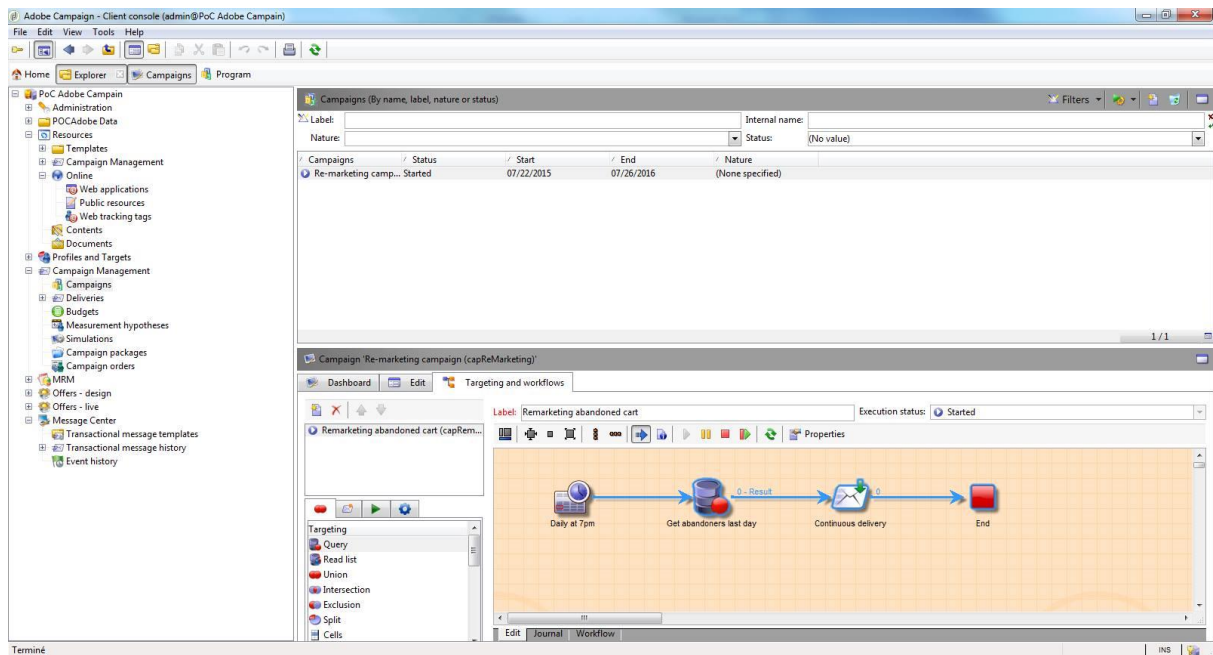 Adobe Campaign - Client console (admin@PoC Adobe Campain)
File Edit View Tools Help
Home Explorer Campaigns Program
PoC Adobe Campain
Administration
POCAdobe Data
Resources
Templates
Campaign Management
Online
Web applications
Public resources
Web tracking tags
Contents
Documents
Profiles and Targets
Campaign Management
Campaigns
Deliveries
Budgets
Measurement hypotheses
Simulations
Campaign packages
Campaign orders
MRM
Offers - design
Offers - live
Message Center
Transactional message templates
Transactional message history
Event history
Campaigns (By name, label, nature or status) Filters
Label: Internal name:
Nature: Status: (No value)
Campaigns Status Start End Nature
Re-marketing camp... Started 07/22/2015 07/26/2016 (None specified)
1/1
Campaign 'Re-marketing campaign (capReMarketing)'
Dashboard Edit Targeting and workflows
Remarketing abandoned cart (capRem...
Label: Remarketing abandoned cart Execution status: Started
Properties
Targeting
Query
Read list
Union
Intersection
Exclusion
Split
Cells
0 - Result 0
Daily at 7pm Get abandoners last day Continuous delivery End
Edit Journal Workflow
Terminé INS